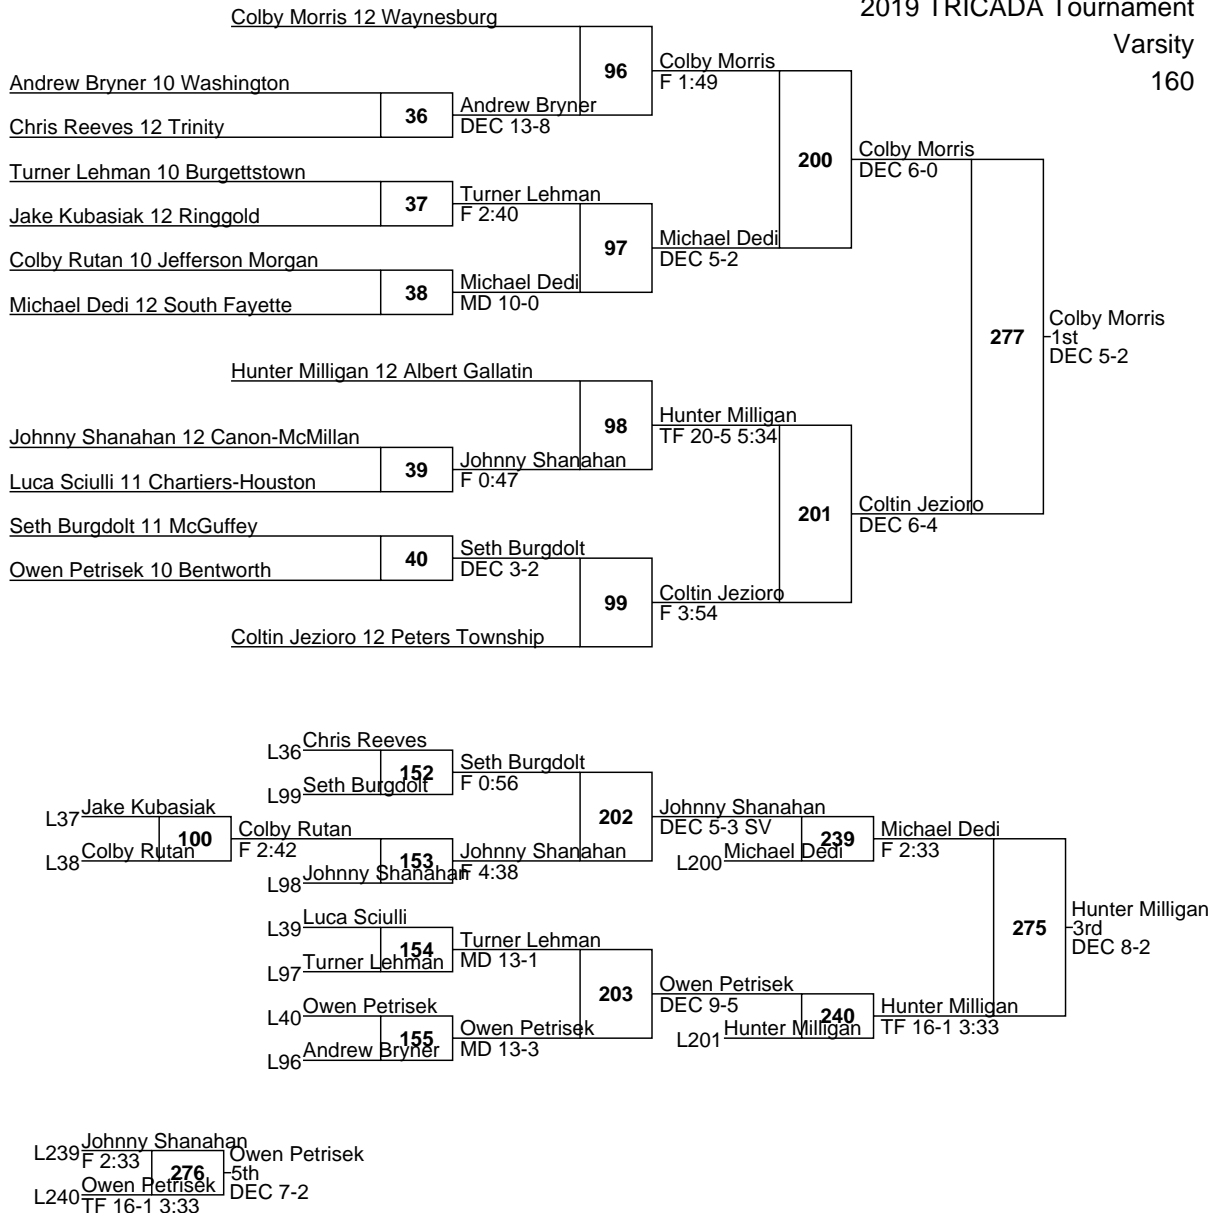 2019 TRICADA Tournament
Varsity
160
Colby Morris 12 Waynesburg
96
Colby Morris
F 1:49
Andrew Bryner 10 Washington
36
Andrew Bryner
DEC 13-8
Chris Reeves 12 Trinity
200
Colby Morris
DEC 6-0
Turner Lehman 10 Burgettstown
37
Turner Lehman
F 2:40
Jake Kubasiak 12 Ringgold
97
Michael Dedi
DEC 5-2
Colby Rutan 10 Jefferson Morgan
38
Michael Dedi
MD 10-0
Michael Dedi 12 South Fayette
277
Colby Morris
1st
DEC 5-2
Hunter Milligan 12 Albert Gallatin
98
Hunter Milligan
TF 20-5 5:34
Johnny Shanahan 12 Canon-McMillan
39
Johnny Shanahan
F 0:47
Luca Sciulli 11 Chartiers-Houston
201
Coltin Jezioro
DEC 6-4
Seth Burgdolt 11 McGuffey
40
Seth Burgdolt
DEC 3-2
Owen Petrisek 10 Bentworth
99
Coltin Jezioro
F 3:54
Coltin Jezioro 12 Peters Township
L36
Chris Reeves
152
Seth Burgdolt
F 0:56
L99
Seth Burgdolt
L37
Jake Kubasiak
100
Colby Rutan
F 2:42
L38
Colby Rutan
202
Johnny Shanahan
DEC 5-3 SV
153
Johnny Shanahan
F 4:38
L98
Johnny Shanahan
239
Michael Dedi
F 2:33
L200
Michael Dedi
L39
Luca Sciulli
154
Turner Lehman
MD 13-1
L97
Turner Lehman
275
Hunter Milligan
3rd
DEC 8-2
203
Owen Petrisek
DEC 9-5
L40
Owen Petrisek
155
Owen Petrisek
MD 13-3
L96
Andrew Bryner
240
Hunter Milligan
TF 16-1 3:33
L201
Hunter Milligan
L239
Johnny Shanahan
F 2:33
276
Owen Petrisek
5th
DEC 7-2
L240
Owen Petrisek
TF 16-1 3:33